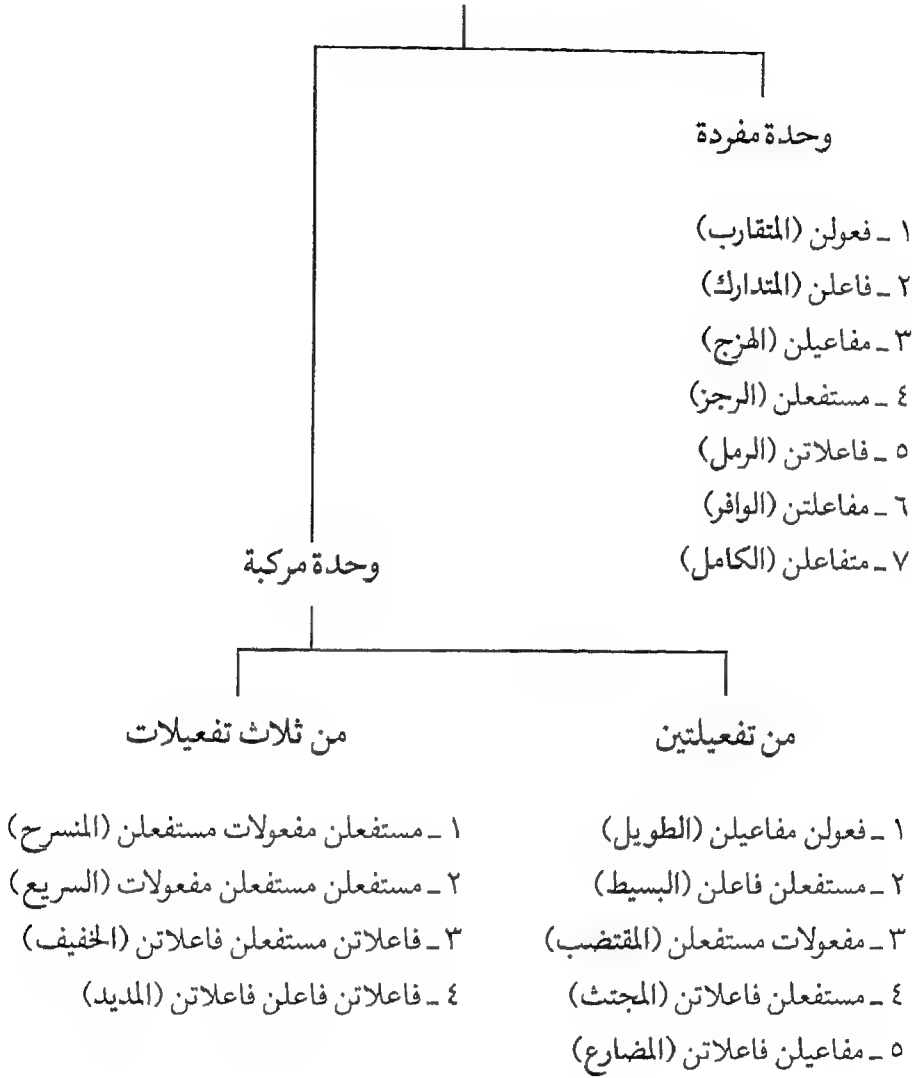 وحدة مفردة
١ ـ فعولن (المتقارب)
٢ ـ فاعلن (المتدارك)
٣ ـ مفاعيلن (الهزج)
٤ ـ مستفعلن (الرجز)
٥ ـ فاعلاتن (الرمل)
٦ ـ مفاعلتن (الوافر)
٧ ـ متفاعلن (الكامل)
وحدة مركبة
من تفعيلتين
١ ـ فعولن مفاعيلن (الطويل)
٢ ـ مستفعلن فاعلن (البسيط)
٣ ـ مفعولات مستفعلن (المقتضب)
٤ ـ مستفعلن فاعلاتن (المجتث)
٥ ـ مفاعيلن فاعلاتن (المضارع)
من ثلاث تفعيلات
١ ـ مستفعلن مفعولات مستفعلن (المنسرح)
٢ ـ مستفعلن مستفعلن مفعولات (السريع)
٣ ـ فاعلاتن مستفعلن فاعلاتن (الخفيف)
٤ ـ فاعلاتن فاعلن فاعلاتن (المديد)